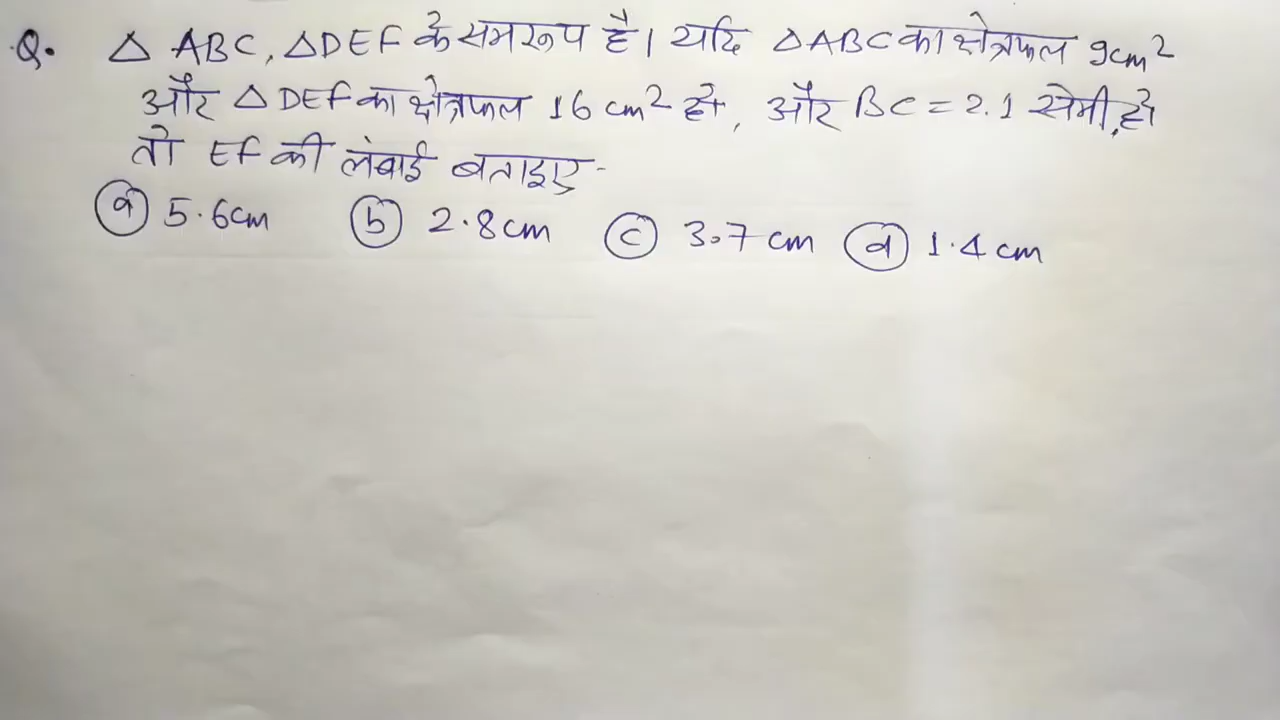 Q. △ ABC, △DEF के समरूप है। यदि △ABC का क्षेत्रफल 9cm²
और △ DEF का क्षेत्रफल 16 cm² हो, और BC = 2.1 सेमी, हो
तो EF की लंबाई बताइए-
(a) 5.6cm (b) 2.8cm (c) 3.7 cm (d) 1.4 cm